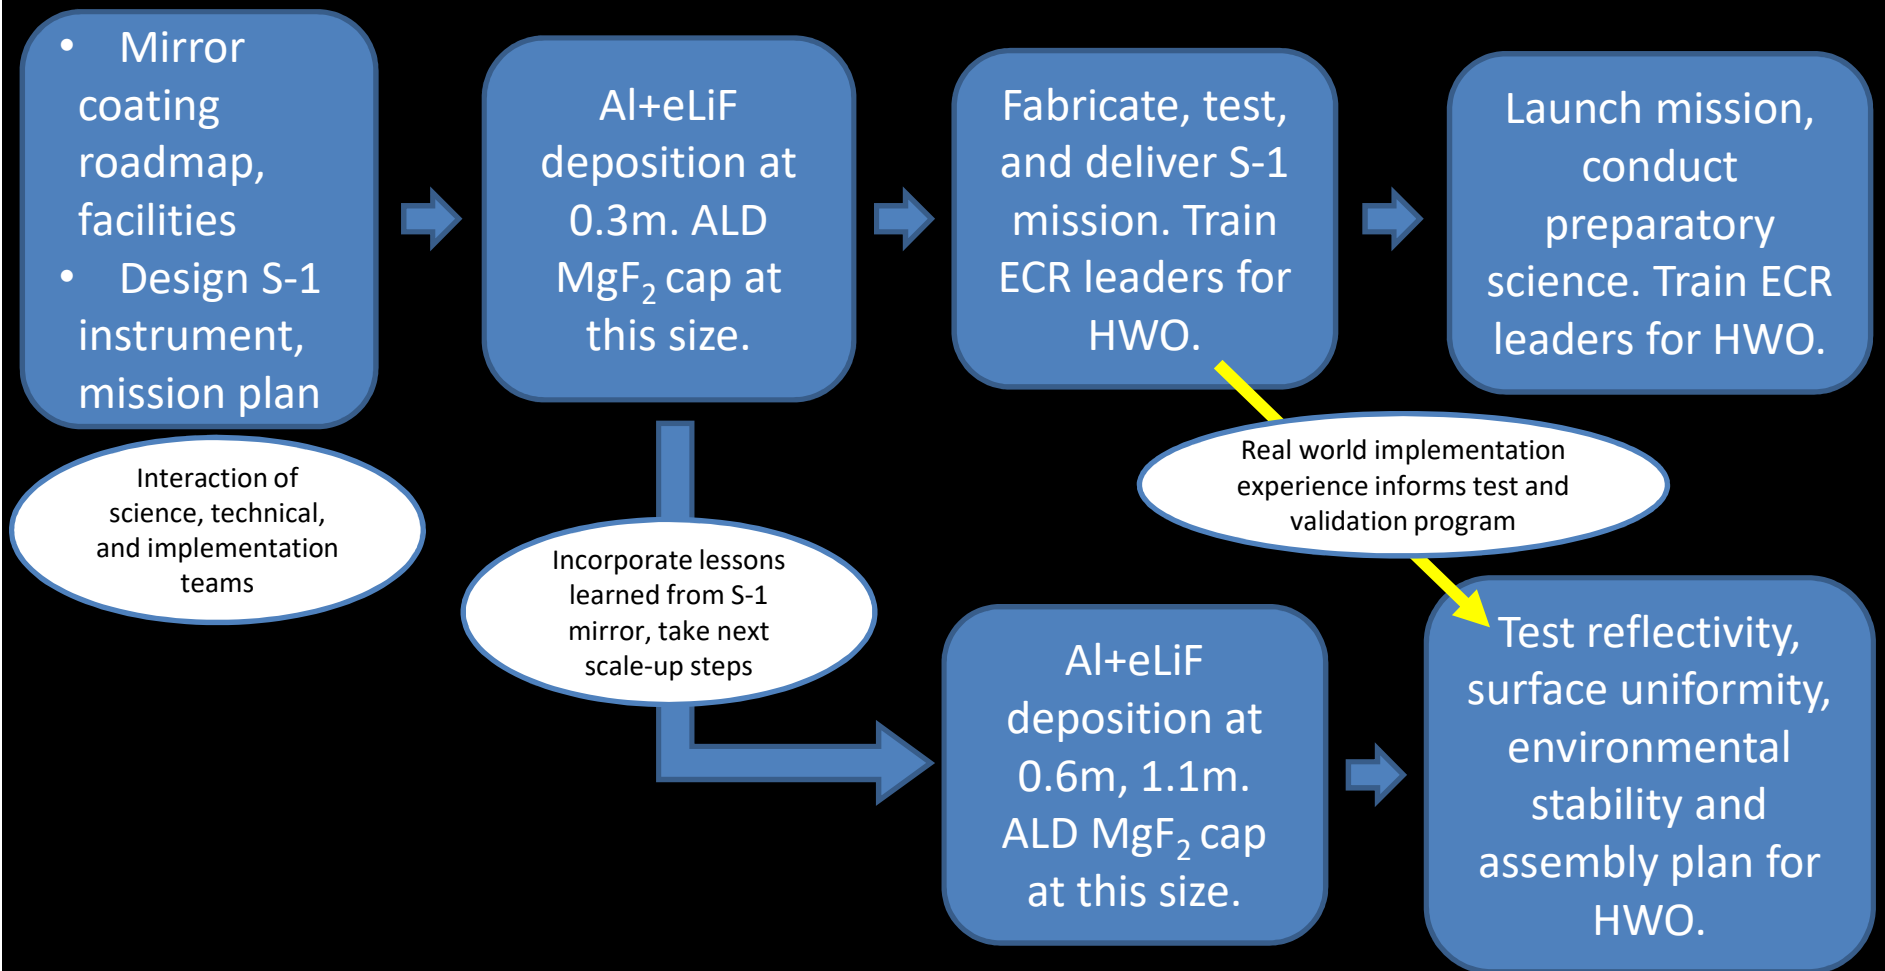 • Mirror
coating
roadmap,
facilities
• Design S-1
instrument,
mission plan
Interaction of
science, technical,
and implementation
teams
Al+eLiF
deposition at
0.3m. ALD
MgF₂ cap at
this size.
Fabricate, test,
and deliver S-1
mission. Train
ECR leaders for
HWO.
Launch mission,
conduct
preparatory
science. Train ECR
leaders for HWO.
Real world implementation
experience informs test and
validation program
Incorporate lessons
learned from S-1
mirror, take next
scale-up steps
Al+eLiF
deposition at
0.6m, 1.1m.
ALD MgF₂ cap
at this size.
Test reflectivity,
surface uniformity,
environmental
stability and
assembly plan for
HWO.